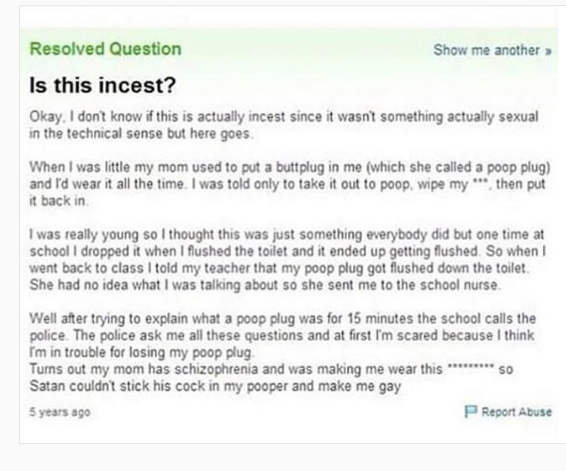 Resolved Question
Show me another »
Is this incest?
Okay, I don't know if this is actually incest since it wasn't something actually sexual
in the technical sense but here goes.
When I was little my mom used to put a buttplug in me (which she called a poop plug)
and I'd wear it all the time. I was told only to take it out to poop, wipe my ***, then put
it back in.
I was really young so I thought this was just something everybody did but one time at
school I dropped it when I flushed the toilet and it ended up getting flushed. So when I
went back to class I told my teacher that my poop plug got flushed down the toilet.
She had no idea what I was talking about so she sent me to the school nurse.
Well after trying to explain what a poop plug was for 15 minutes the school calls the
police. The police ask me all these questions and at first I'm scared because I think
I'm in trouble for losing my poop plug.
Turns out my mom has schizophrenia and was making me wear this ********* so
Satan couldn't stick his cock in my pooper and make me gay
5 years ago
Report Abuse